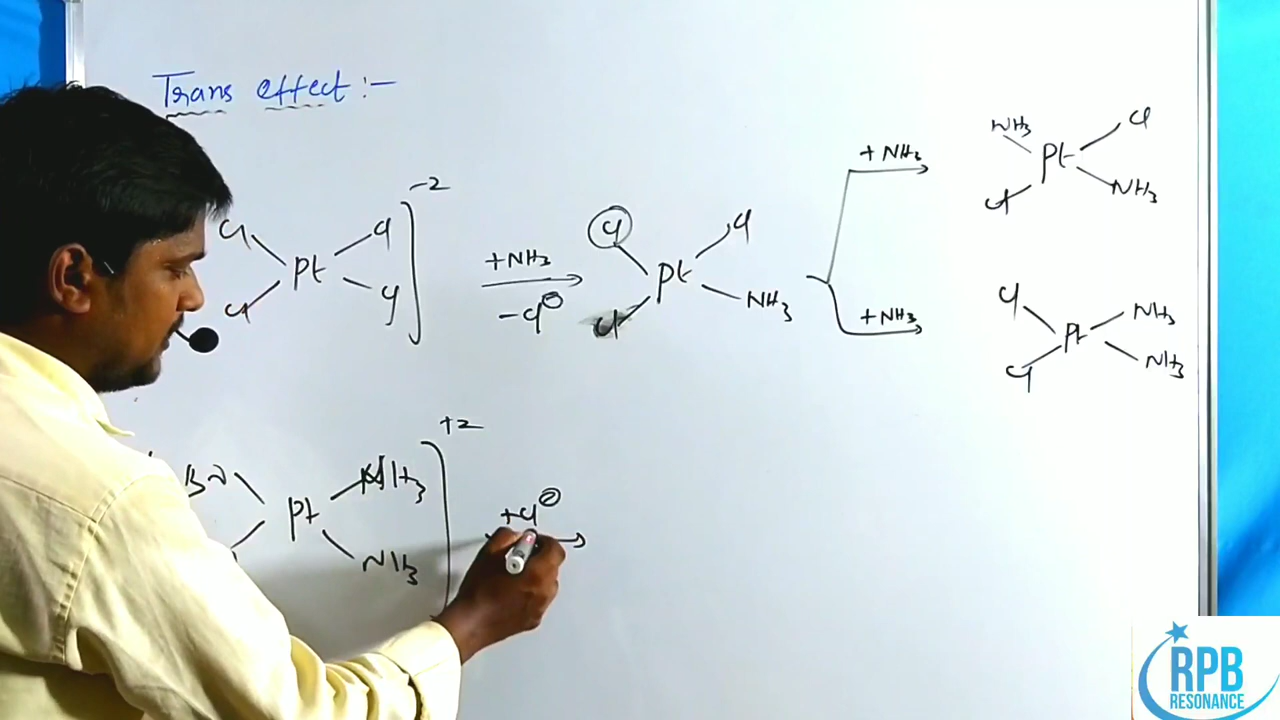 Trans effect :-
Cl Cl
Pt
Cl Cl
-2
+NH3
-Cl⊖
Cl Cl
Pt
Cl NH3
+NH3
NH3 Cl
Pt
Cl NH3
+NH3
Cl NH3
Pt
Cl NH3
H3N NH3
Pt
NH3
+2
+Cl⊖
RPB
RESONANCE